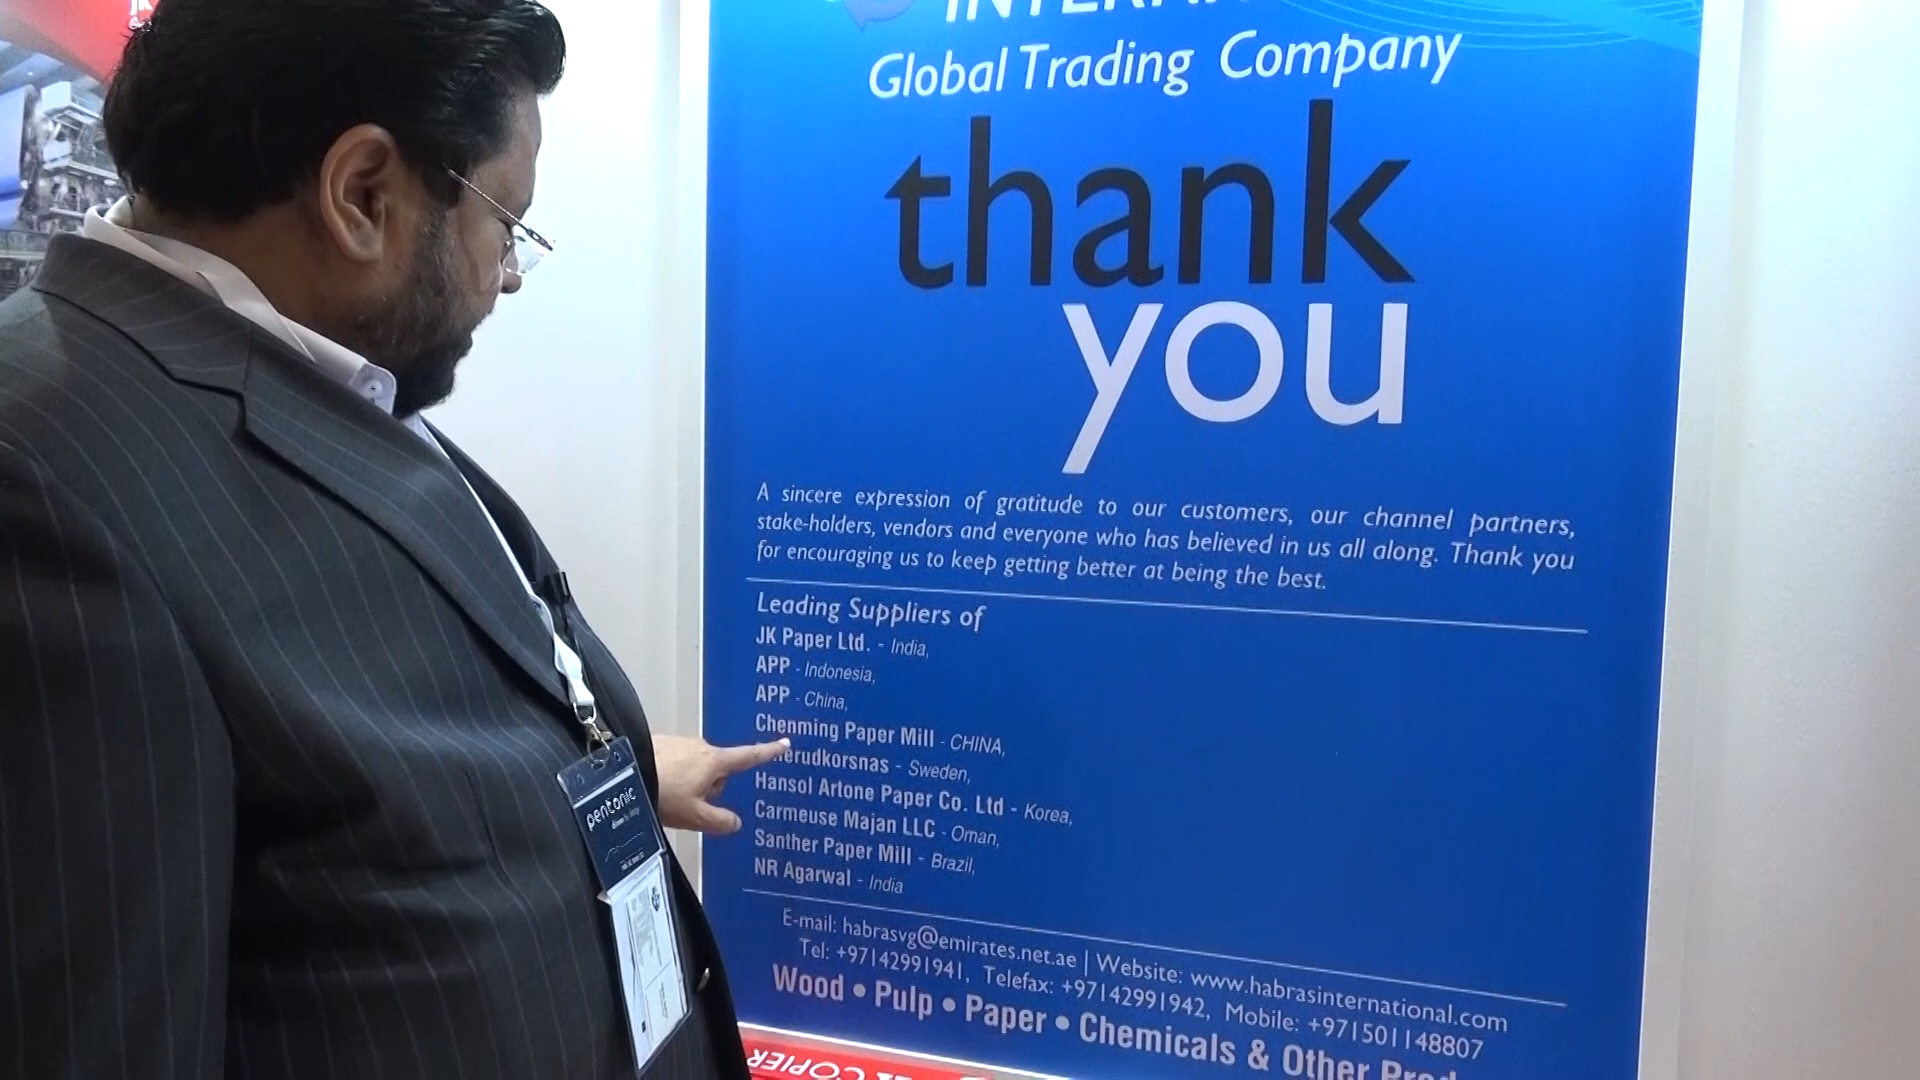 JK
Global Trading Company
thank
you
A sincere expression of gratitude to our customers, our channel partners,
stake-holders, vendors and everyone who has believed in us all along. Thank you
for encouraging us to keep getting better at being the best.
Leading Suppliers of
JK Paper Ltd. - India,
APP - Indonesia,
APP - China,
Chenming Paper Mill - CHINA,
- Sweden,
Hansol Artone Paper Co. Ltd - Korea,
Carmeuse Majan LLC - Oman,
Santher Paper Mill - Brazil,
NR Agarwal - India
E-mail: habrasvg@emirates.net.ae | Website: www.habrasinternational.com
Tel: +97142991941, Telefax: +97142991942, Mobile: +971501148807
Wood • Pulp • Paper • Chemicals & Other
COPIER
pentonic